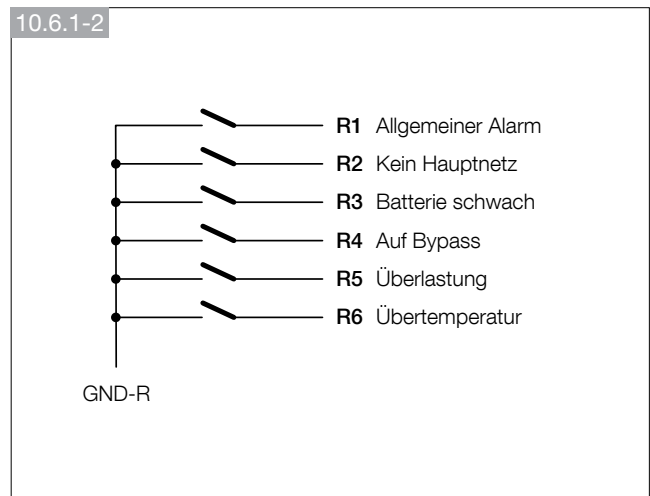 10.6.1-2
R1 Allgemeiner Alarm
R2 Kein Hauptnetz
R3 Batterie schwach
R4 Auf Bypass
R5 Überlastung
R6 Übertemperatur
GND-R